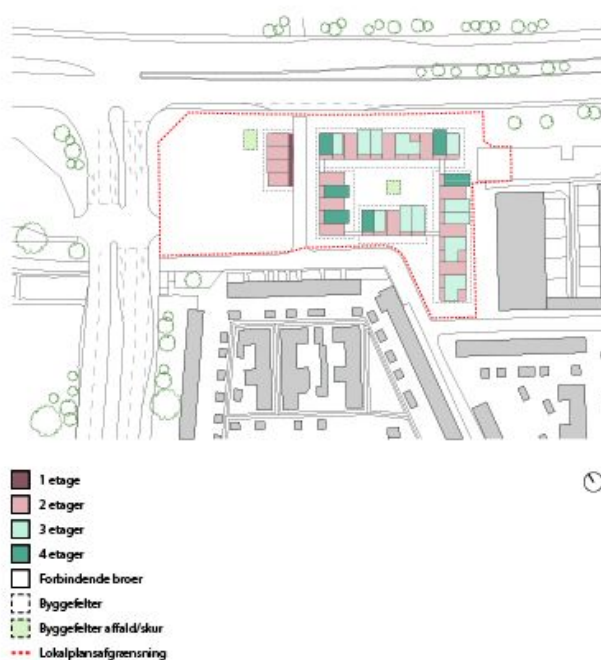 1 etage
2 etager
3 etager
4 etager
Forbindende broer
Byggefelter
Byggefelter affald/skur
Lokalplansafgrænsning